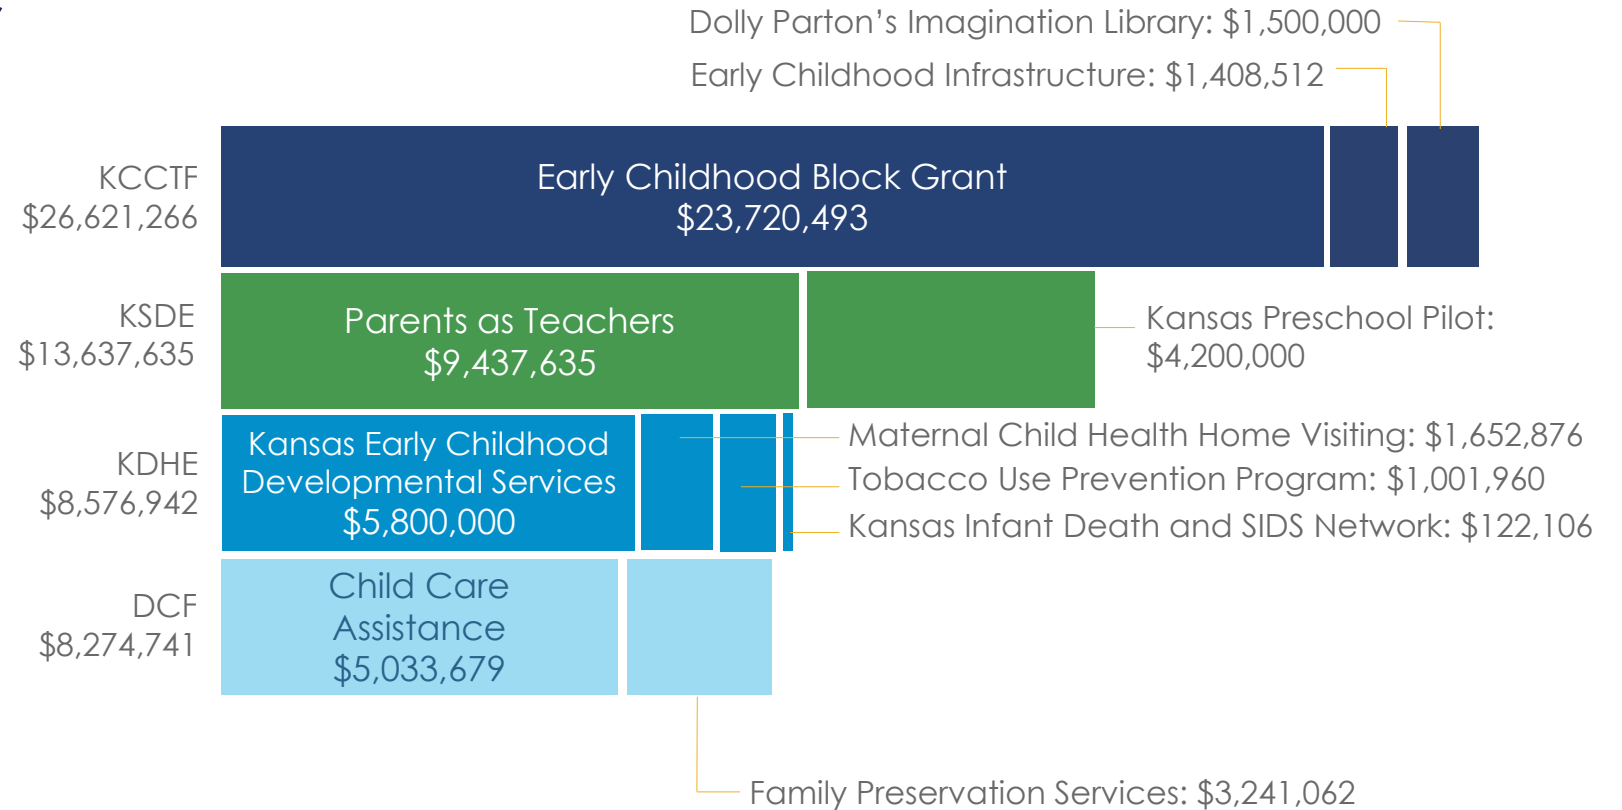 Dolly Parton’s Imagination Library: $1,500,000
Early Childhood Infrastructure: $1,408,512
KCCTF
$26,621,266
Early Childhood Block Grant
$23,720,493
KSDE
$13,637,635
Parents as Teachers
$9,437,635
Kansas Preschool Pilot:
$4,200,000
KDHE
$8,576,942
Kansas Early Childhood
Developmental Services
$5,800,000
Maternal Child Health Home Visiting: $1,652,876
Tobacco Use Prevention Program: $1,001,960
Kansas Infant Death and SIDS Network: $122,106
DCF
$8,274,741
Child Care
Assistance
$5,033,679
Family Preservation Services: $3,241,062